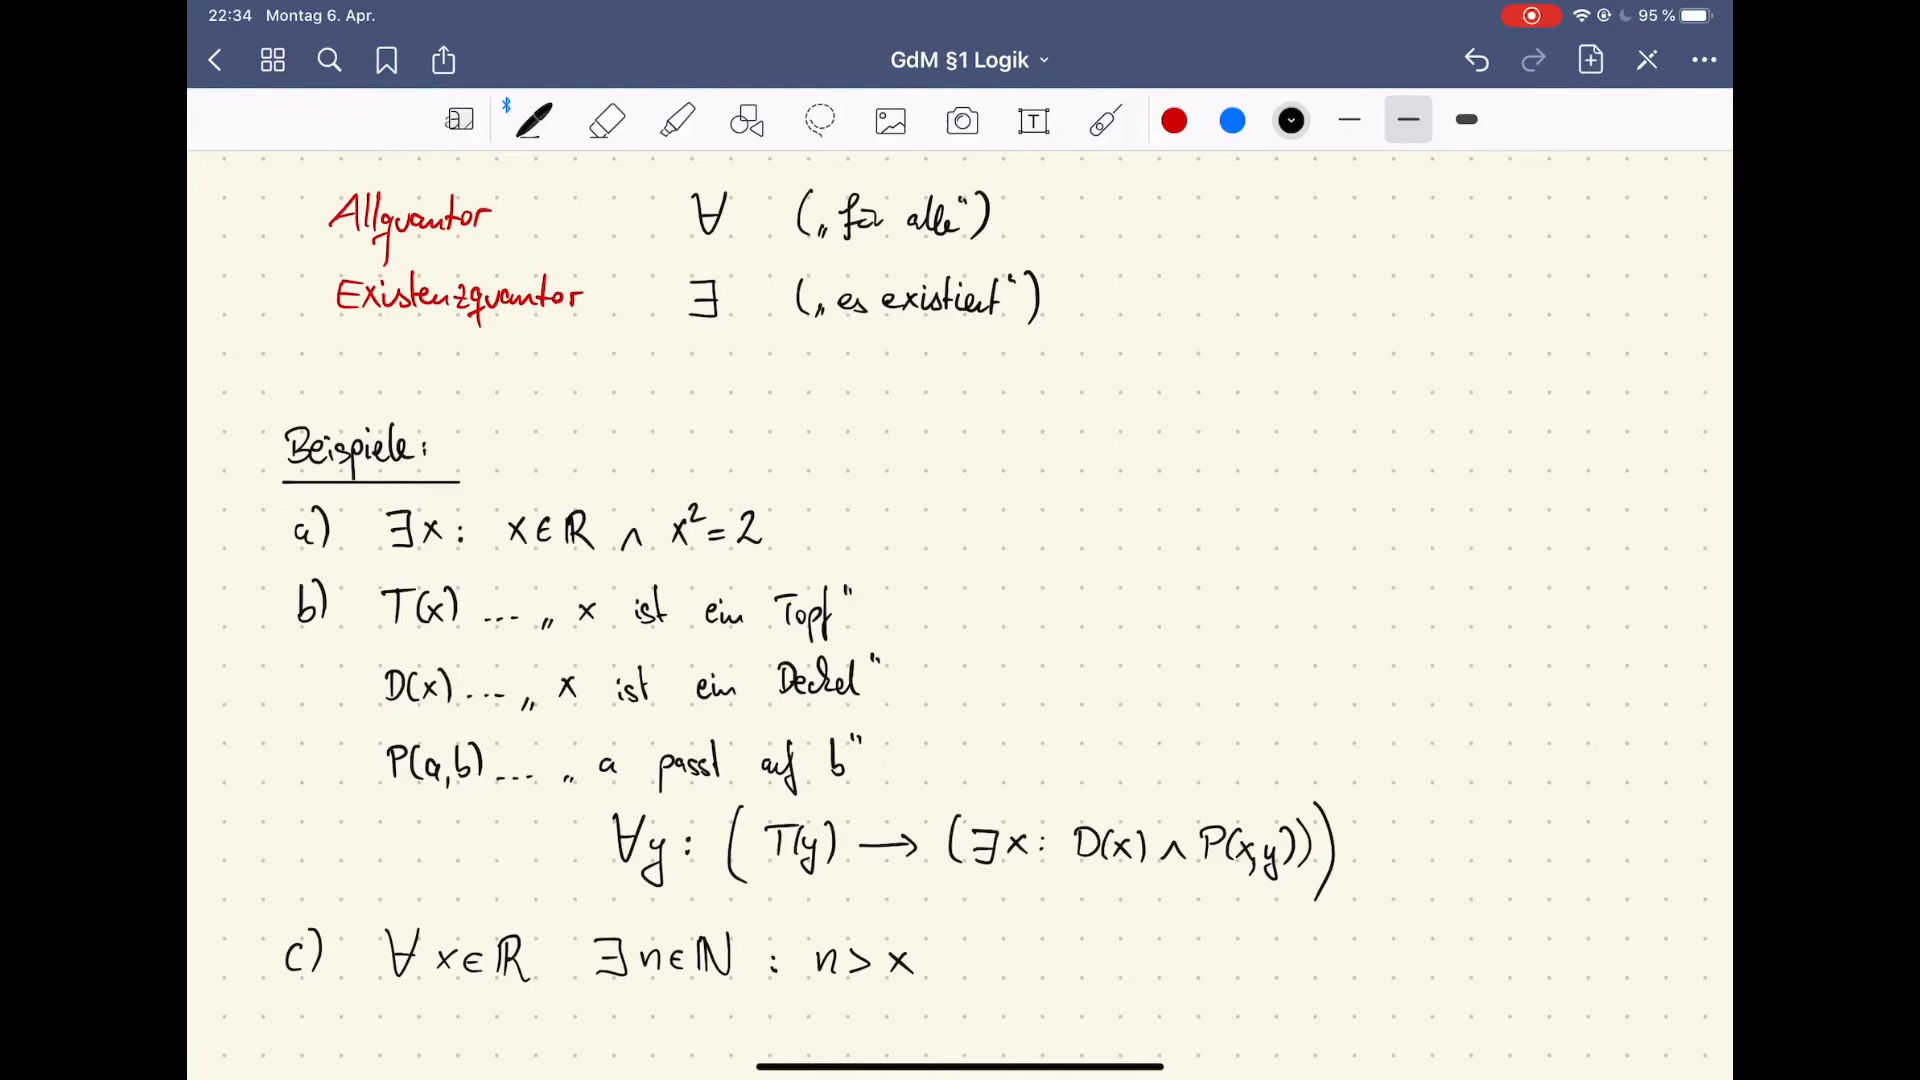 22:34 Montag 6. Apr. 95 %
GdM §1 Logik
Allquantor ∀ („für alle“)
Existenzquantor ∃ („es existiert“)
Beispiele:
a) ∃x: x∈ℝ ∧ x²=2
b) T(x) ... „x ist ein Topf“
D(x) ... „x ist ein Deckel“
P(a,b) ... „a passt auf b“
∀y: (T(y) → (∃x: D(x) ∧ P(x,y)))
c) ∀x∈ℝ ∃n∈ℕ : n > x